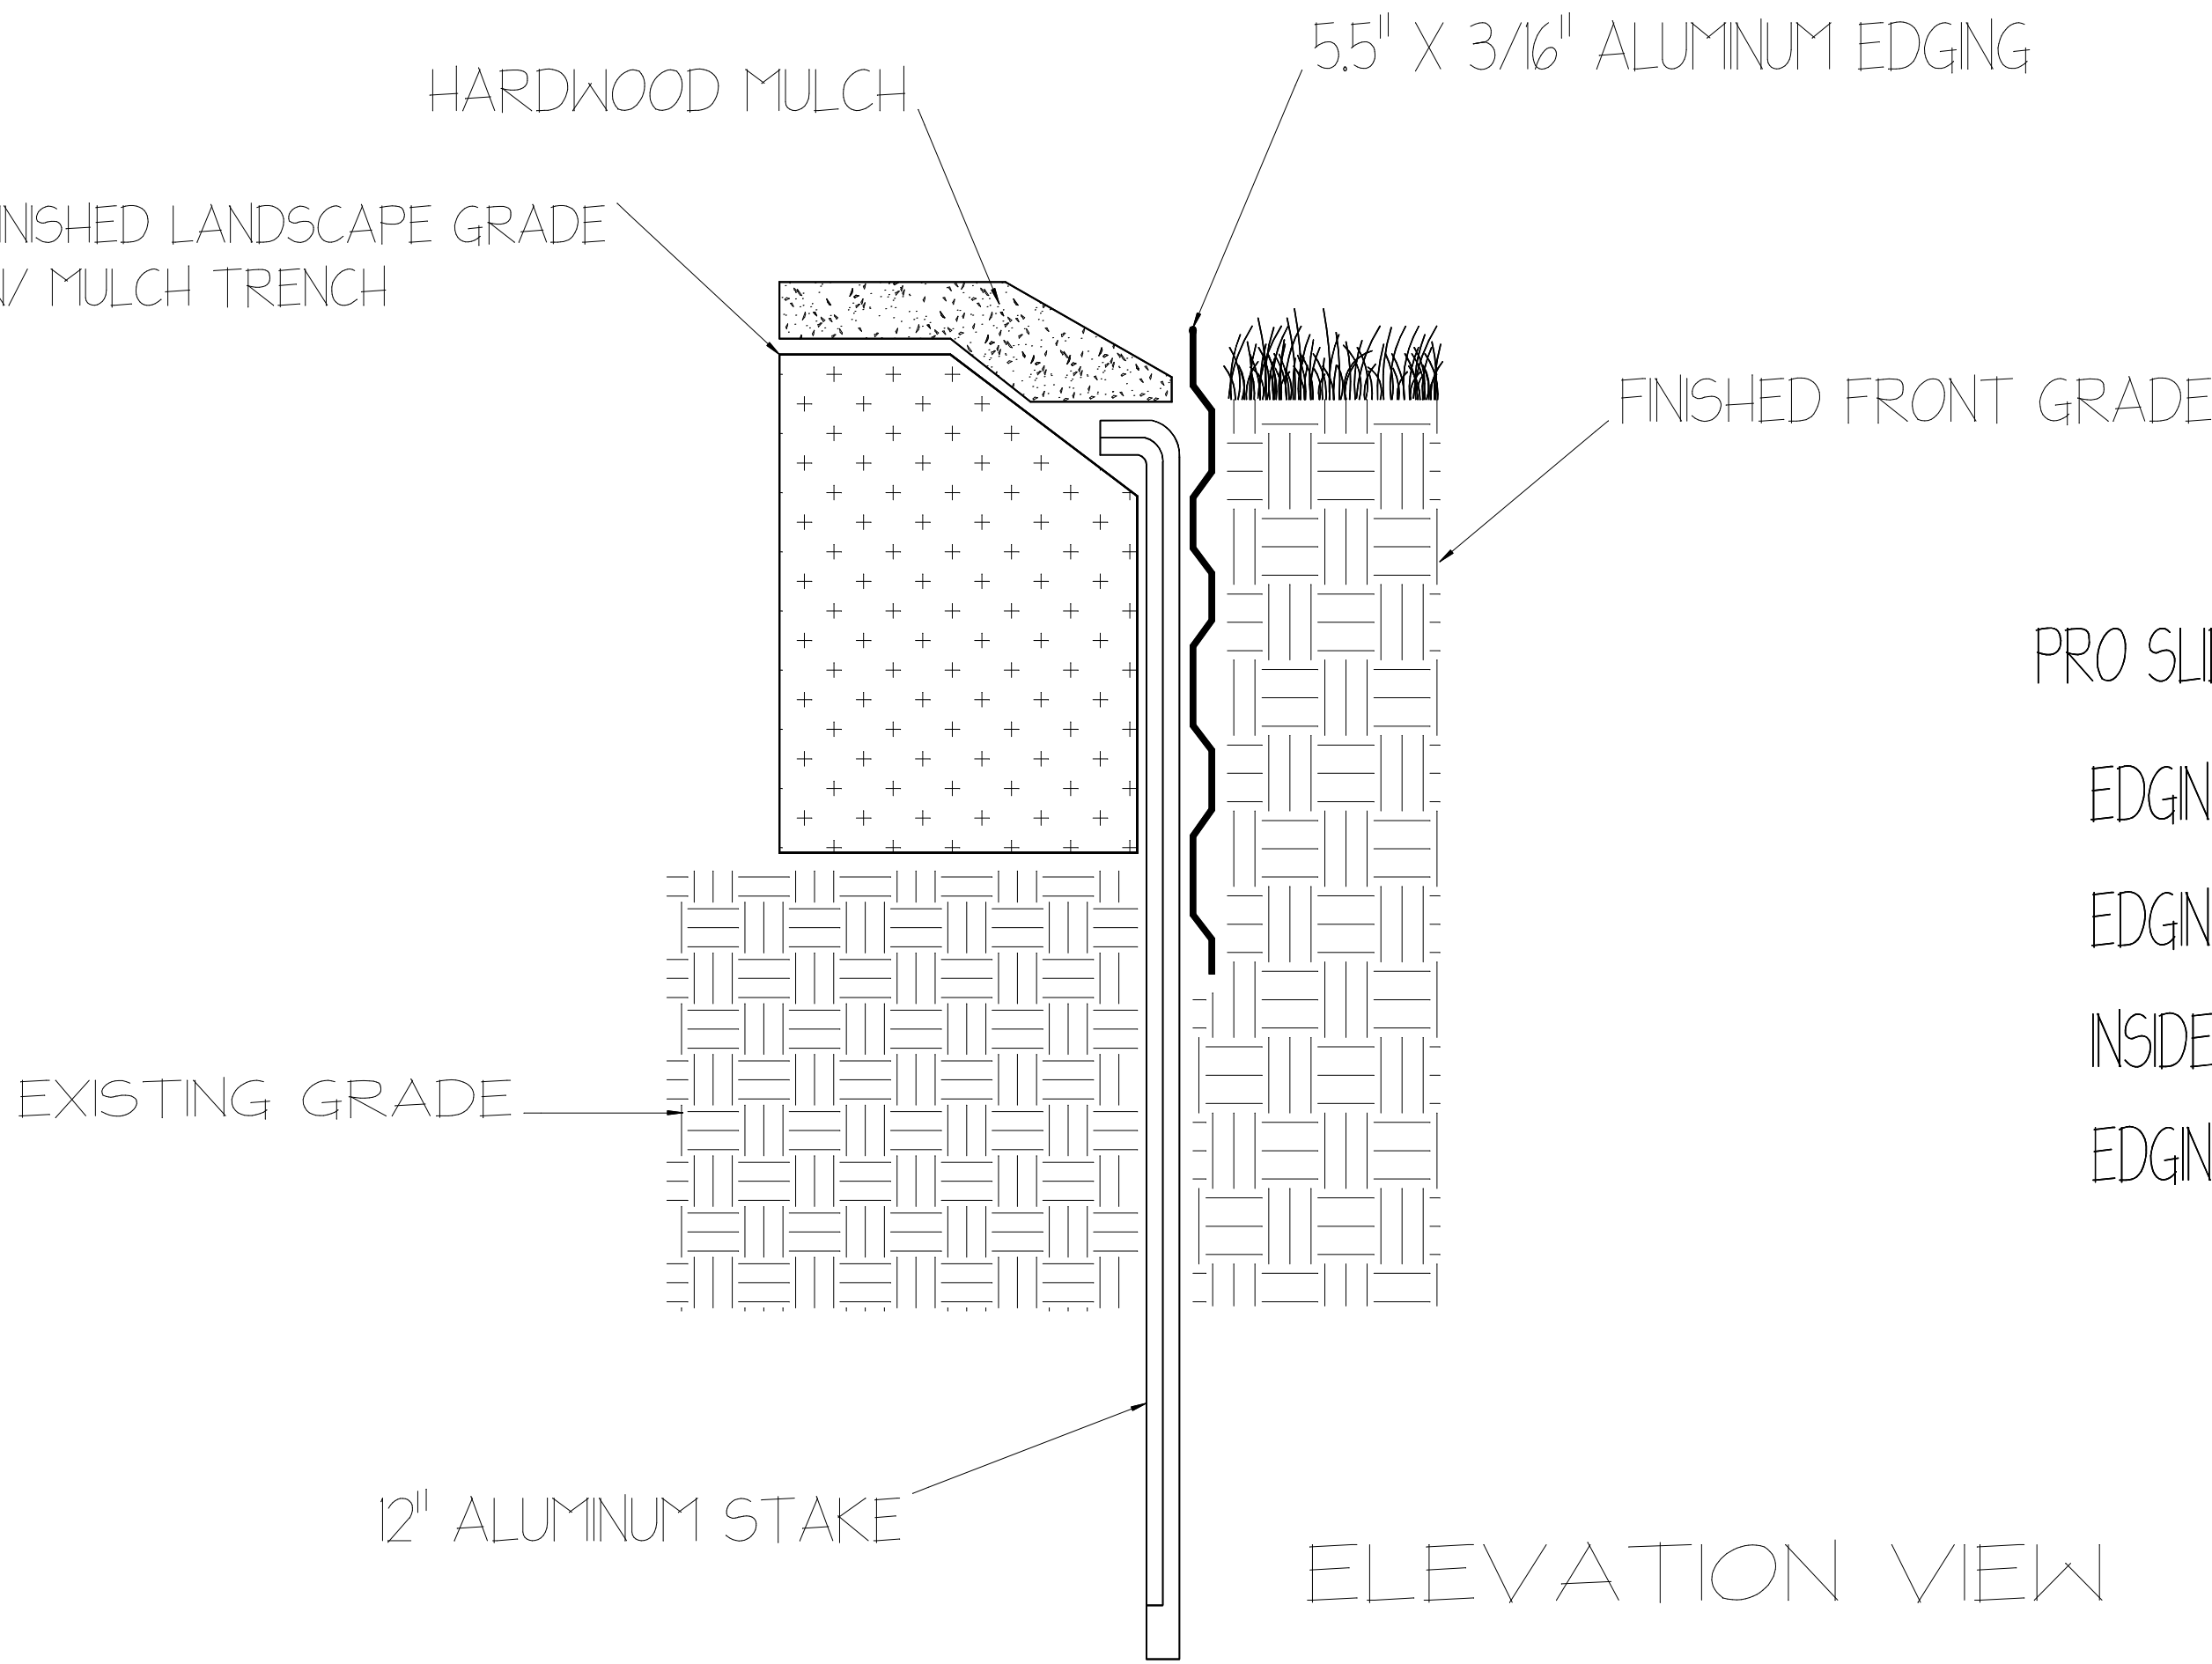 5.5" X 3/16" ALUMINUM EDGING
HARDWOOD MULCH
INISHED LANDSCAPE GRADE
/ MULCH TRENCH
FINISHED FRONT GRADE
PRO SLI
EDGIN
EDGIN
INSIDE
EDGIN
EXISTING GRADE
12" ALUMINUM STAKE
ELEVATION VIEW